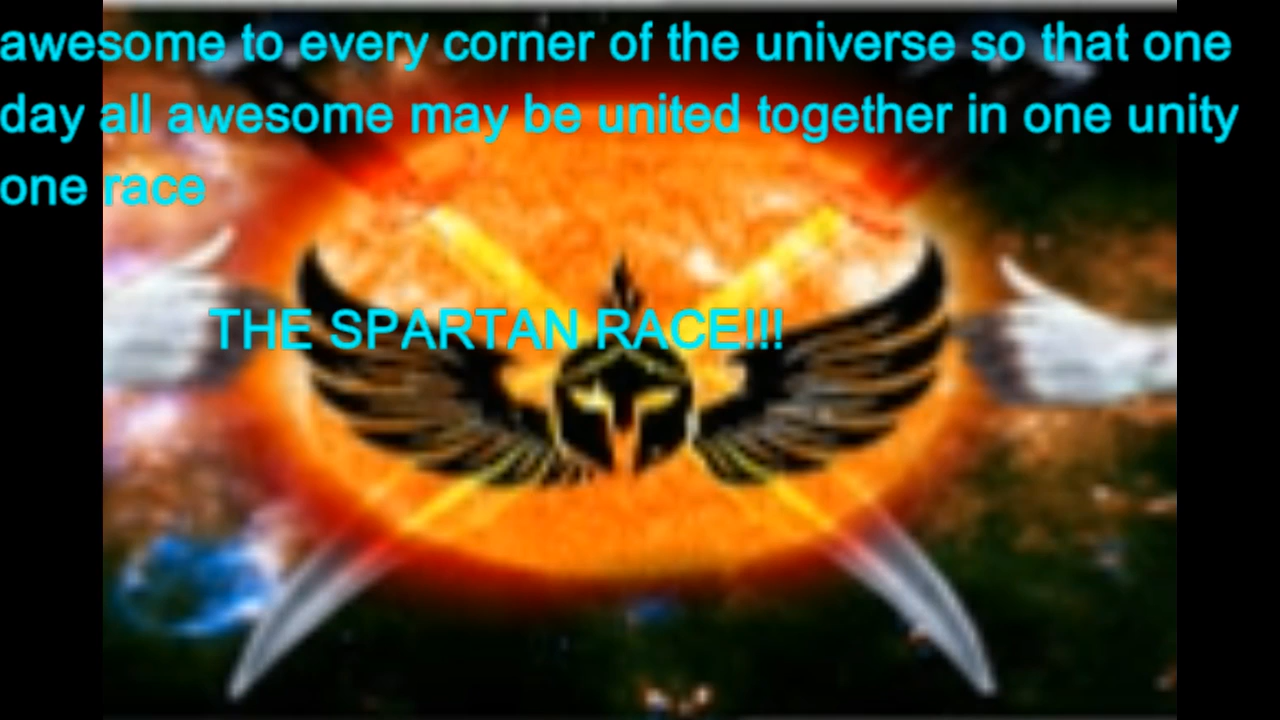 awesome to every corner of the universe so that one
day all awesome may be united together in one unity
one race
THE SPARTAN RACE!!!